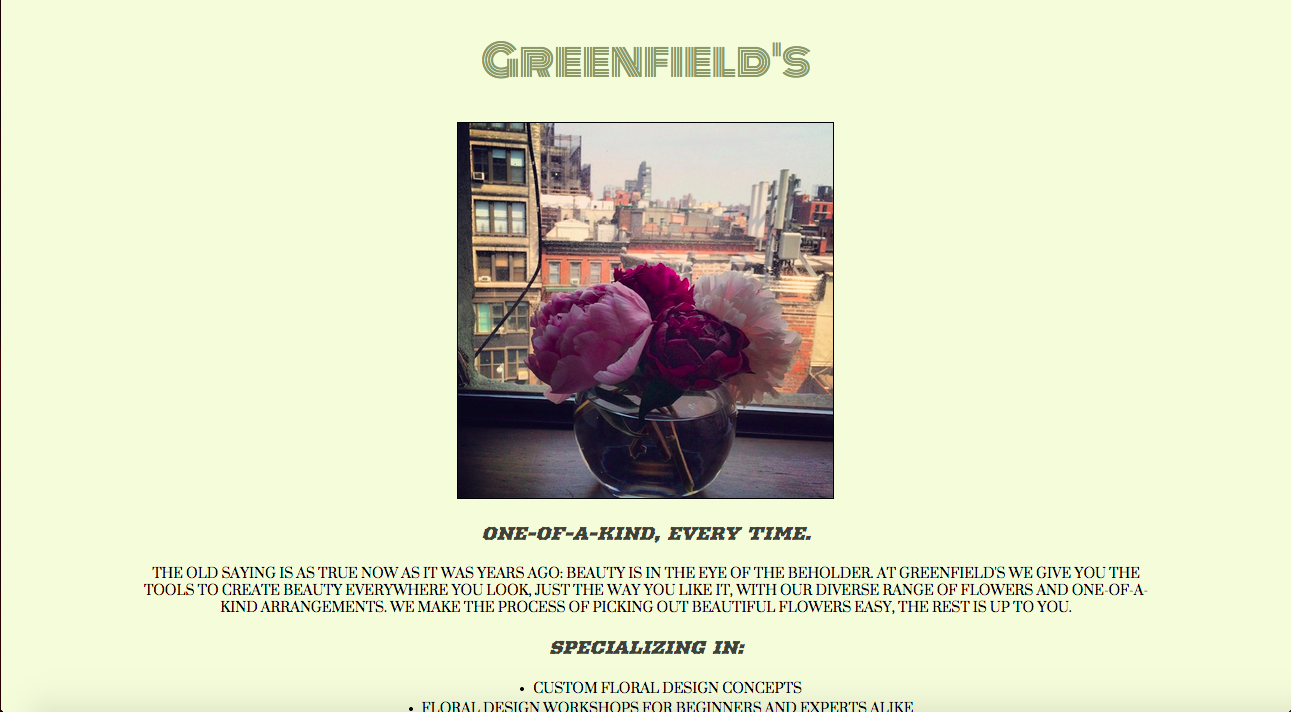 GREENFIELD'S
ONE-OF-A-KIND, EVERY TIME.
THE OLD SAYING IS AS TRUE NOW AS IT WAS YEARS AGO: BEAUTY IS IN THE EYE OF THE BEHOLDER. AT GREENFIELD'S WE GIVE YOU THE
TOOLS TO CREATE BEAUTY EVERYWHERE YOU LOOK, JUST THE WAY YOU LIKE IT, WITH OUR DIVERSE RANGE OF FLOWERS AND ONE-OF-A-
KIND ARRANGEMENTS. WE MAKE THE PROCESS OF PICKING OUT BEAUTIFUL FLOWERS EASY, THE REST IS UP TO YOU.
SPECIALIZING IN:
• CUSTOM FLORAL DESIGN CONCEPTS
• FLORAL DESIGN WORKSHOPS FOR BEGINNERS AND EXPERTS ALIKE